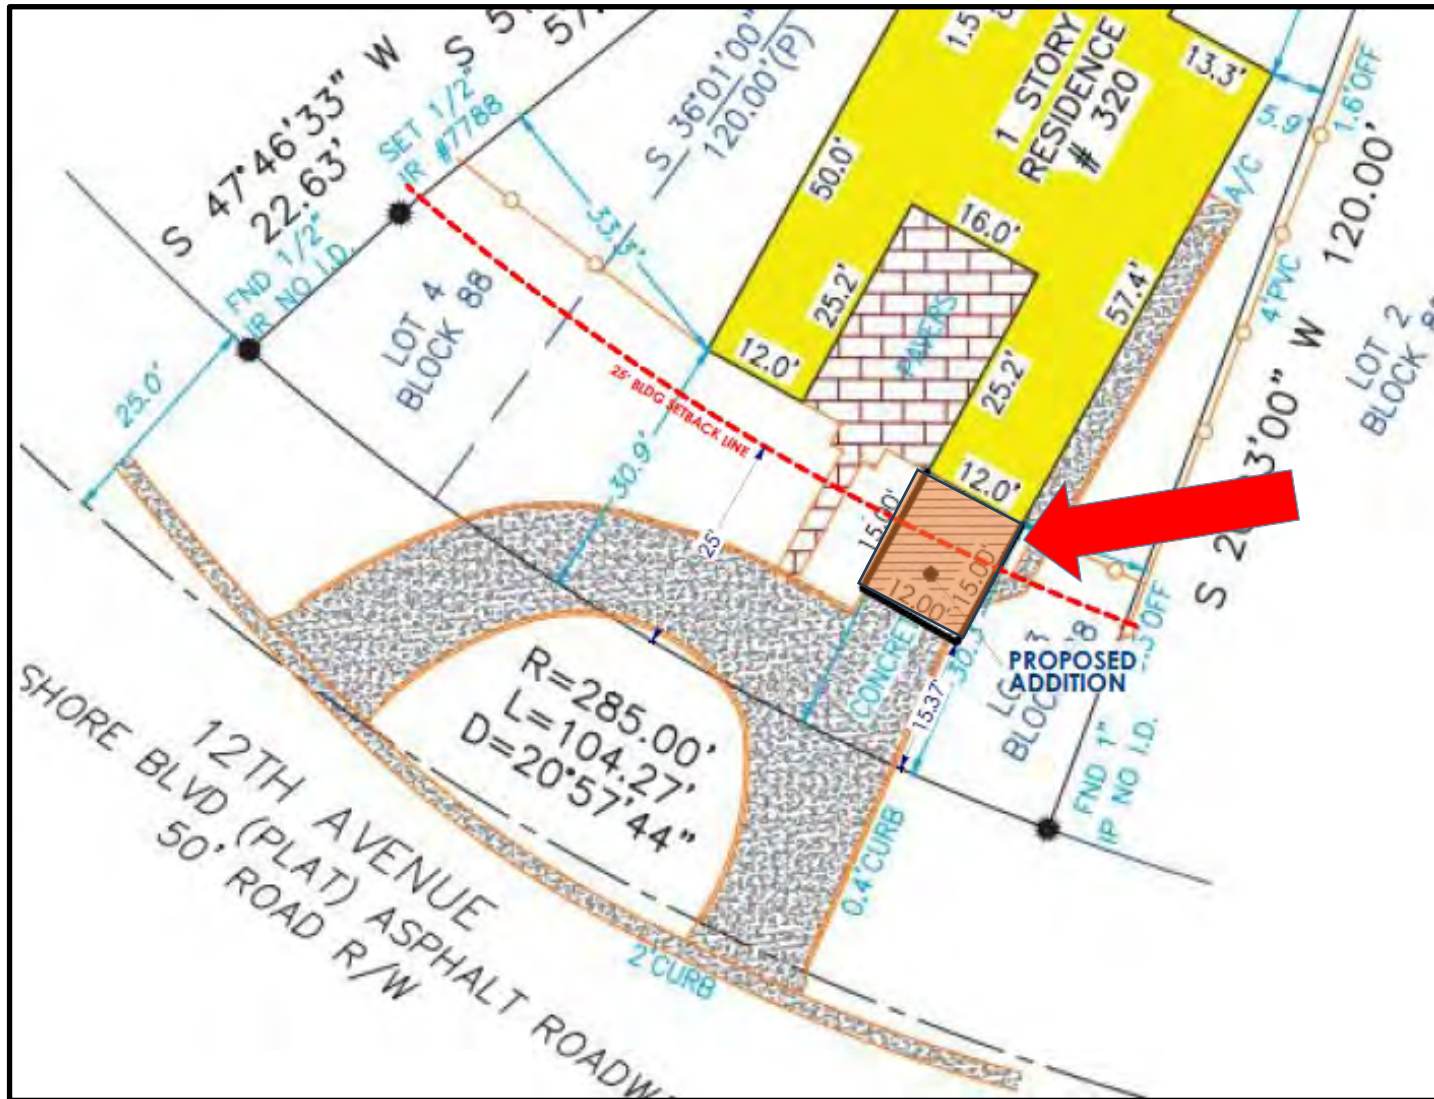 S 47°46'33" W
22.63'
SET 1/2"
IR #7788
FND 1/2"
IR NO I.D.
25.0'
S 36°01'00"
120.00'(P)
33.3'
LOT 4
BLOCK 88
25' BLDG SETBACK LINE
30.9'
25'
1 STORY
RESIDENCE
# 320
13.3'
5.9'
1.6'OFF
50.0'
16.0'
25.2'
PAVERS
25.2'
57.4'
12.0'
12.0'
A/C
4'PVC
120.00'
LOT 2
BLOCK
15.00'
15.00'
12.00'
PROPOSED
ADDITION
15.37'
CONCRE
FND 1"
IP NO I.D.
0.4'CURB
R=285.00'
L=104.27'
D=20°57'44"
2'CURB
12TH AVENUE
SHORE BLVD (PLAT) ASPHALT
50' ROAD R/W